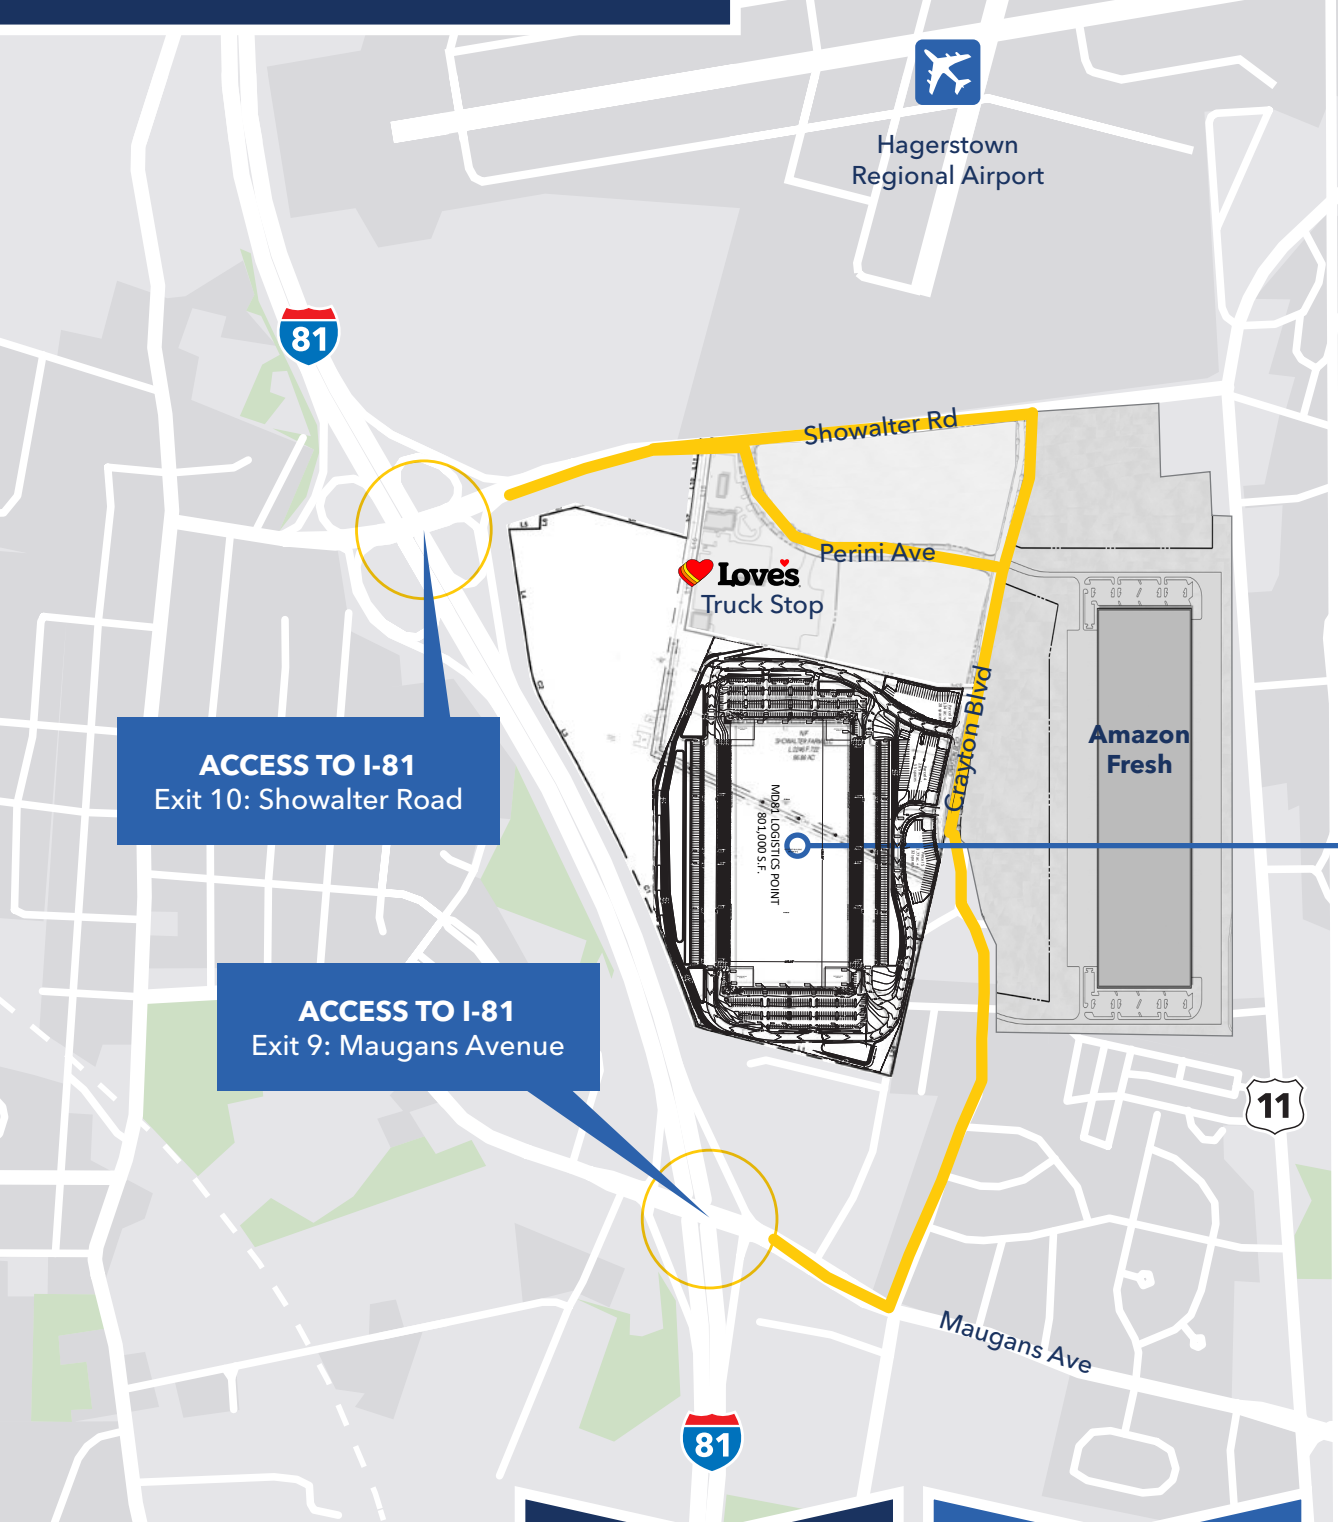 Hagerstown
Regional Airport
81
Showalter Rd
Perini Ave
Love's
Truck Stop
Crayton Blvd
Amazon
Fresh
ACCESS TO I-81
Exit 10: Showalter Road
MD81 LOGISTICS POINT
801,000 S.F.
ACCESS TO I-81
Exit 9: Maugans Avenue
11
Maugans Ave
81